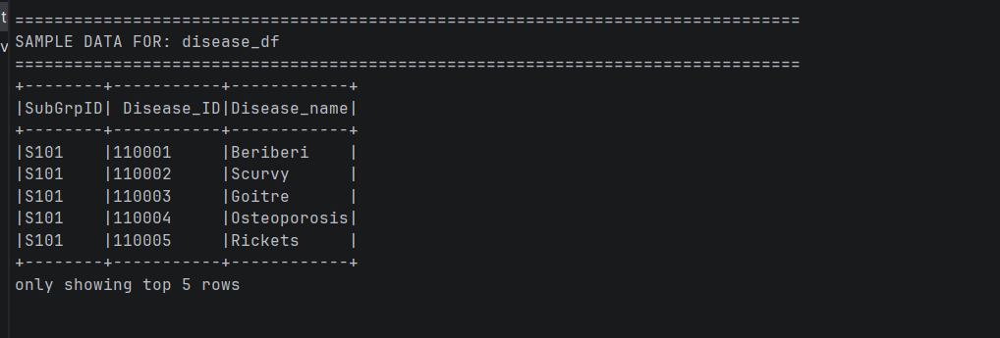 t
================================================================================
SAMPLE DATA FOR: disease_df
v
================================================================================
+--------+-----------+------------+
|SubGrpID| Disease_ID|Disease_name|
+--------+-----------+------------+
|S101    |110001     |Beriberi    |
|S101    |110002     |Scurvy      |
|S101    |110003     |Goitre      |
|S101    |110004     |Osteoporosis|
|S101    |110005     |Rickets     |
+--------+-----------+------------+
only showing top 5 rows